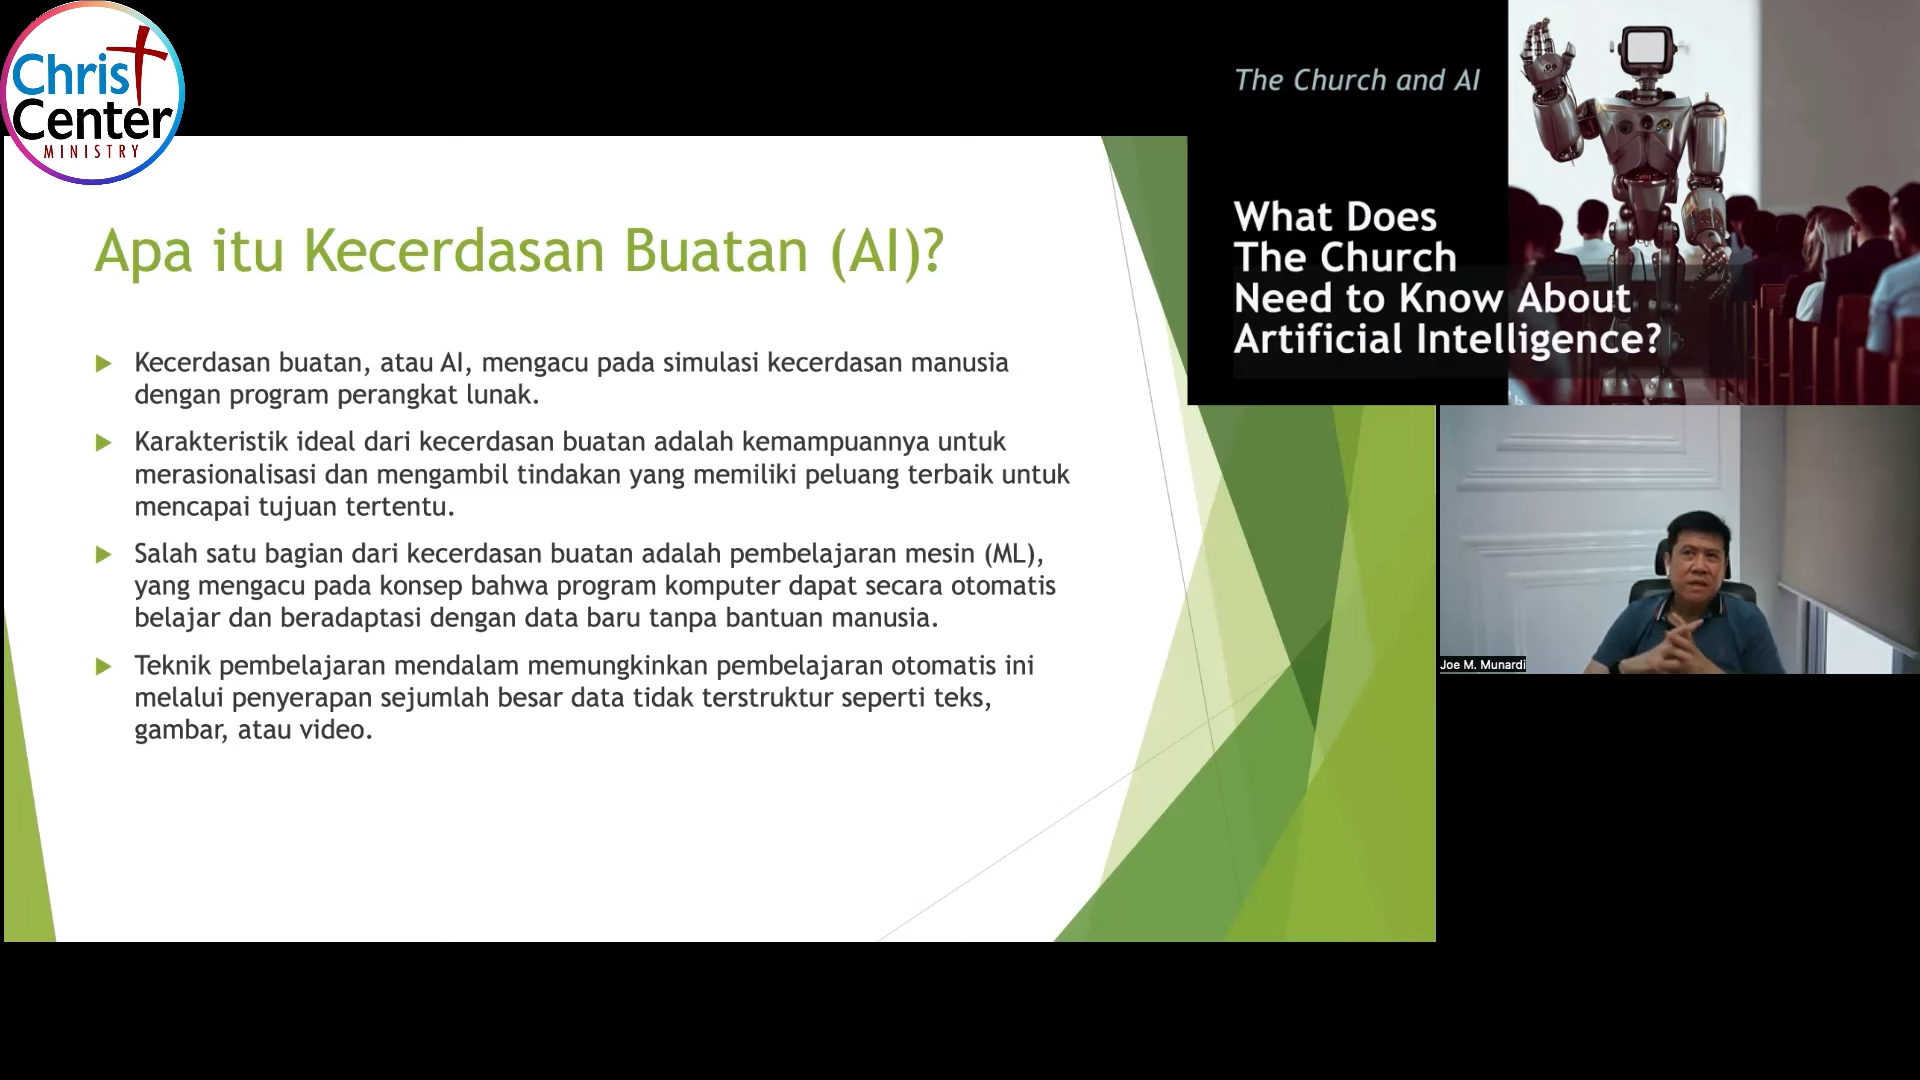 Christ
Center
MINISTRY
The Church and AI
What Does
The Church
Need to Know About
Artificial Intelligence?
Apa itu Kecerdasan Buatan (AI)?
Kecerdasan buatan, atau AI, mengacu pada simulasi kecerdasan manusia
dengan program perangkat lunak.
Karakteristik ideal dari kecerdasan buatan adalah kemampuannya untuk
merasionalisasi dan mengambil tindakan yang memiliki peluang terbaik untuk
mencapai tujuan tertentu.
Salah satu bagian dari kecerdasan buatan adalah pembelajaran mesin (ML),
yang mengacu pada konsep bahwa program komputer dapat secara otomatis
belajar dan beradaptasi dengan data baru tanpa bantuan manusia.
Teknik pembelajaran mendalam memungkinkan pembelajaran otomatis ini
melalui penyerapan sejumlah besar data tidak terstruktur seperti teks,
gambar, atau video.
Joe M. Munardi